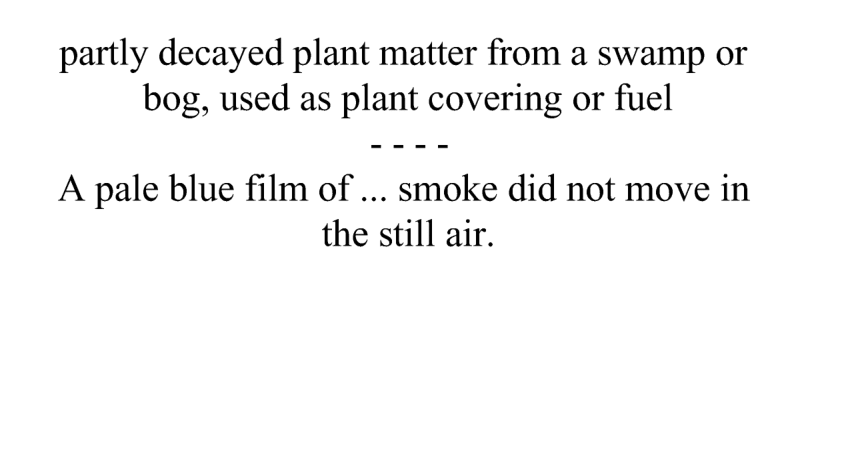 partly decayed plant matter from a swamp or
bog, used as plant covering or fuel
- - - -
A pale blue film of ... smoke did not move in
the still air.